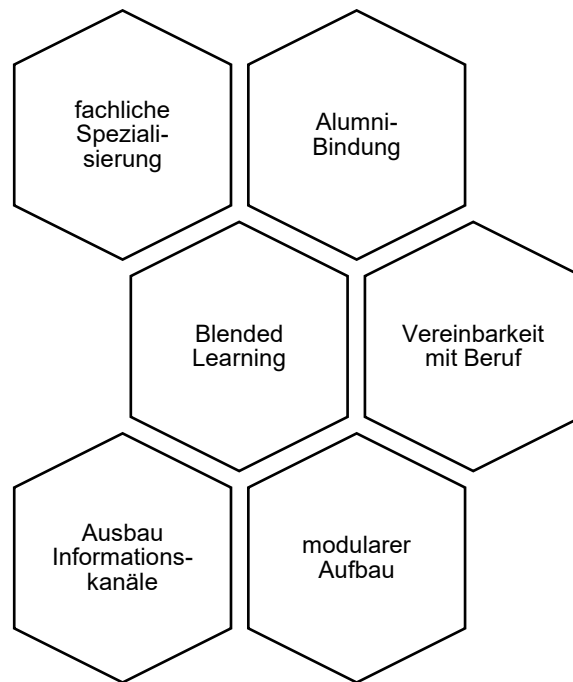 fachliche
Speziali-
sierung
Alumni-
Bindung
Blended
Learning
Vereinbarkeit
mit Beruf
Ausbau
Informations-
kanäle
modularer
Aufbau